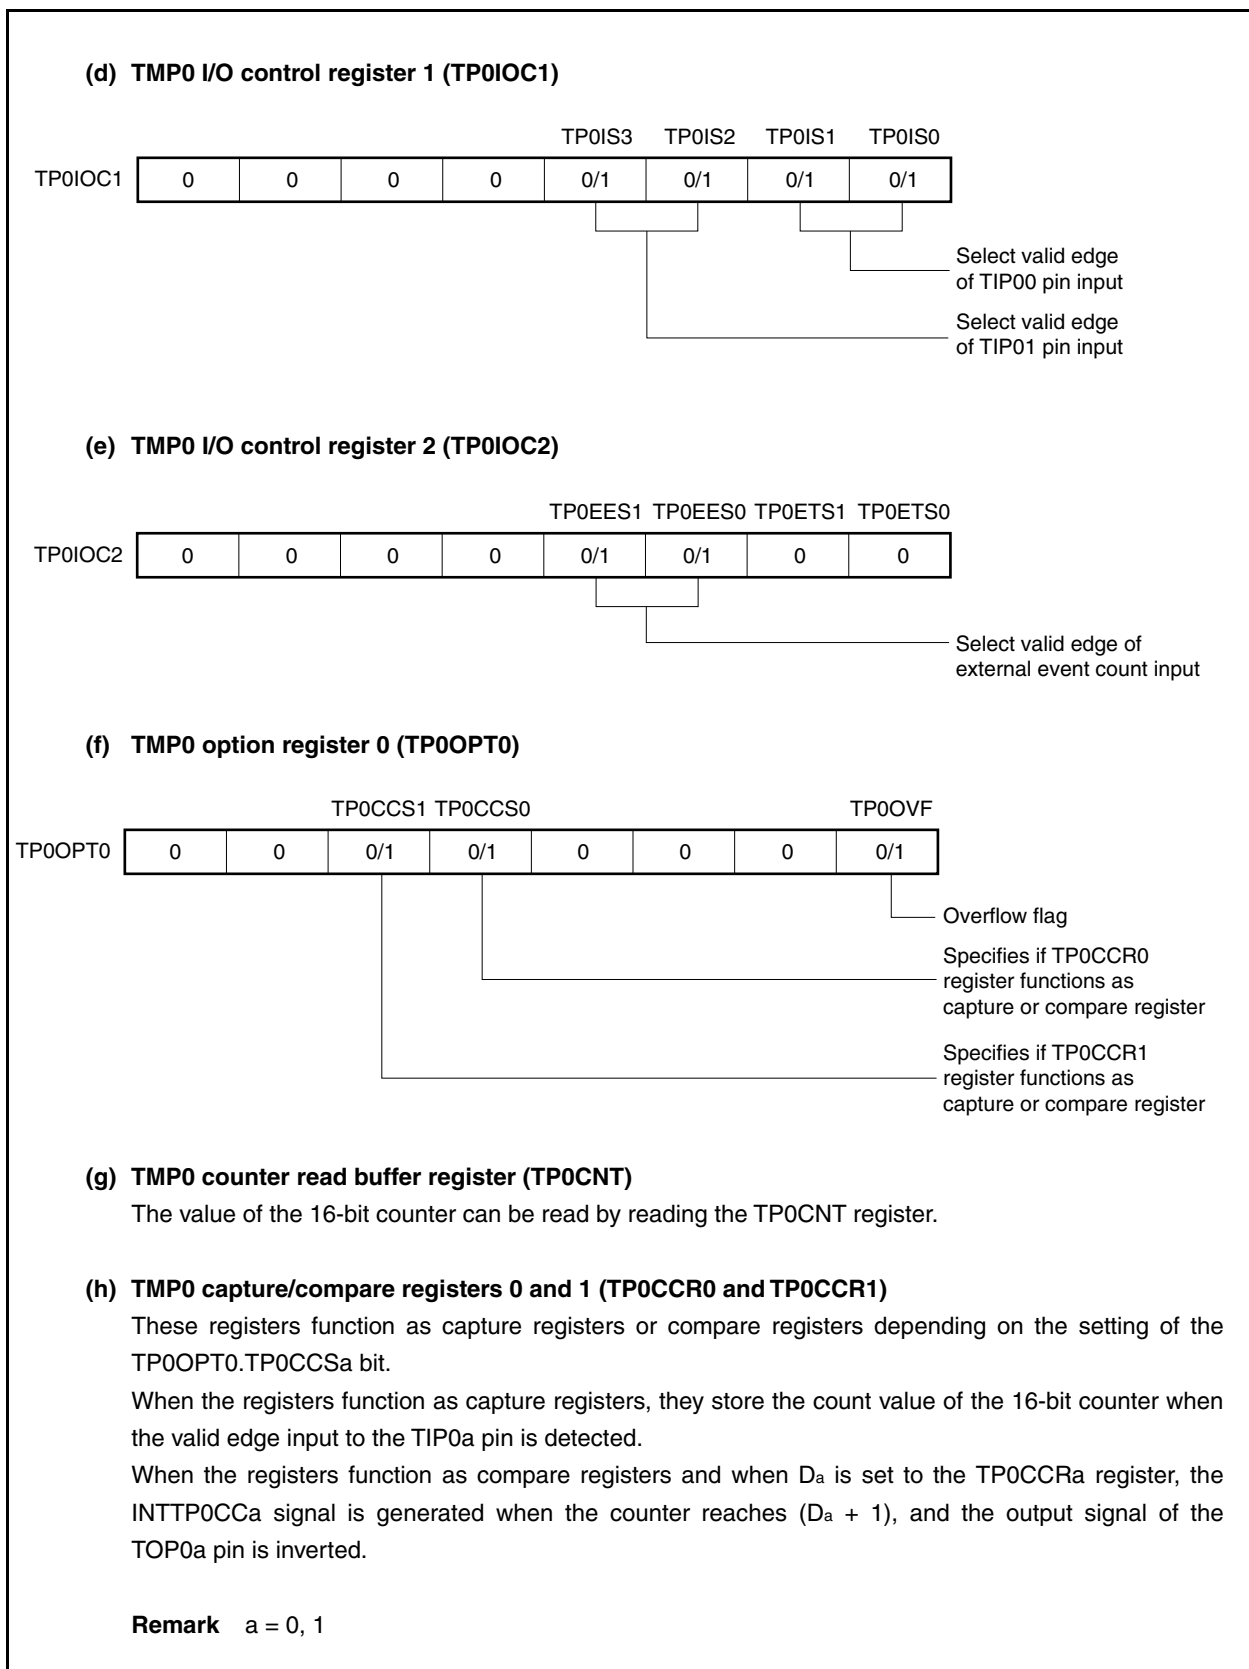 (d) TMP0 I/O control register 1 (TP0IOC1)
TP0IS3 TP0IS2 TP0IS1 TP0IS0
TP0IOC1 0 0 0 0 0/1 0/1 0/1 0/1
Select valid edge
of TIP00 pin input
Select valid edge
of TIP01 pin input
(e) TMP0 I/O control register 2 (TP0IOC2)
TP0EES1 TP0EES0 TP0ETS1 TP0ETS0
TP0IOC2 0 0 0 0 0/1 0/1 0 0
Select valid edge of
external event count input
(f) TMP0 option register 0 (TP0OPT0)
TP0CCS1 TP0CCS0 TP0OVF
TP0OPT0 0 0 0/1 0/1 0 0 0 0/1
Overflow flag
Specifies if TP0CCR0
register functions as
capture or compare register
Specifies if TP0CCR1
register functions as
capture or compare register
(g) TMP0 counter read buffer register (TP0CNT)
The value of the 16-bit counter can be read by reading the TP0CNT register.
(h) TMP0 capture/compare registers 0 and 1 (TP0CCR0 and TP0CCR1)
These registers function as capture registers or compare registers depending on the setting of the
TP0OPT0.TP0CCSa bit.
When the registers function as capture registers, they store the count value of the 16-bit counter when
the valid edge input to the TIP0a pin is detected.
When the registers function as compare registers and when Da is set to the TP0CCRa register, the
INTTP0CCa signal is generated when the counter reaches (Da + 1), and the output signal of the
TOP0a pin is inverted.
Remark a = 0, 1